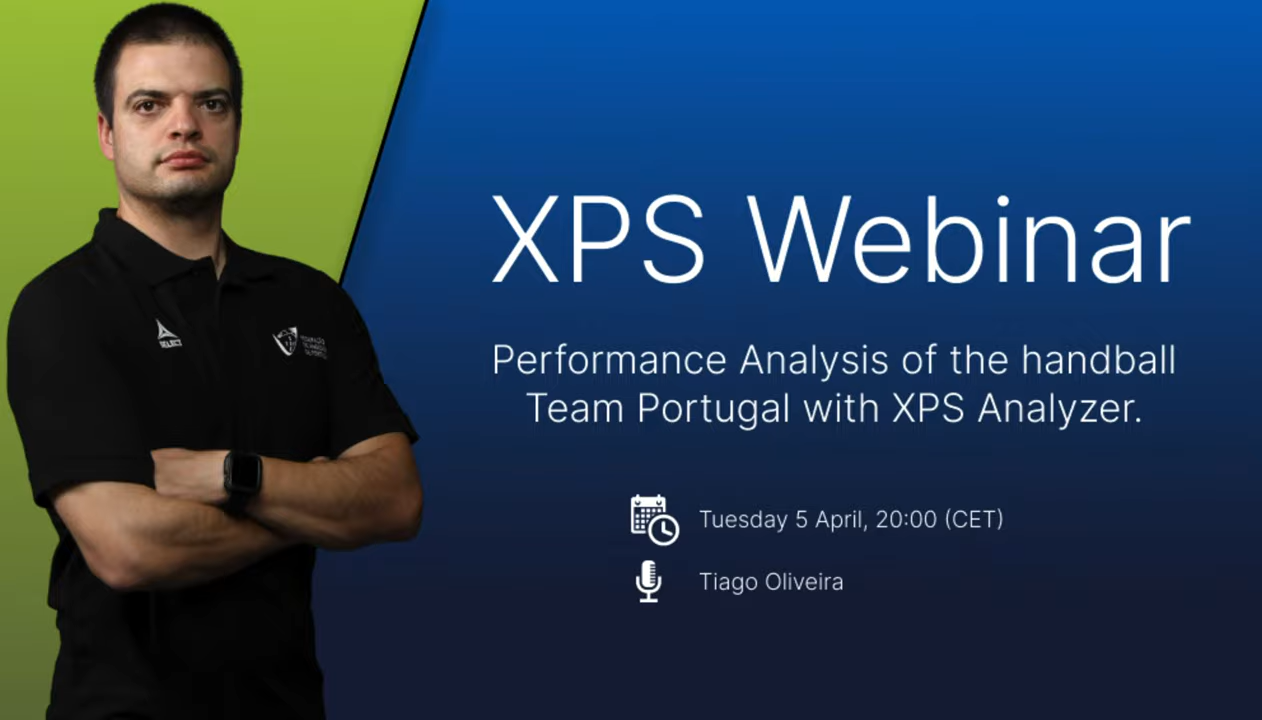 SELECT
XPS Webinar
Performance Analysis of the handball
Team Portugal with XPS Analyzer.
Tuesday 5 April, 20:00 (CET)
Tiago Oliveira